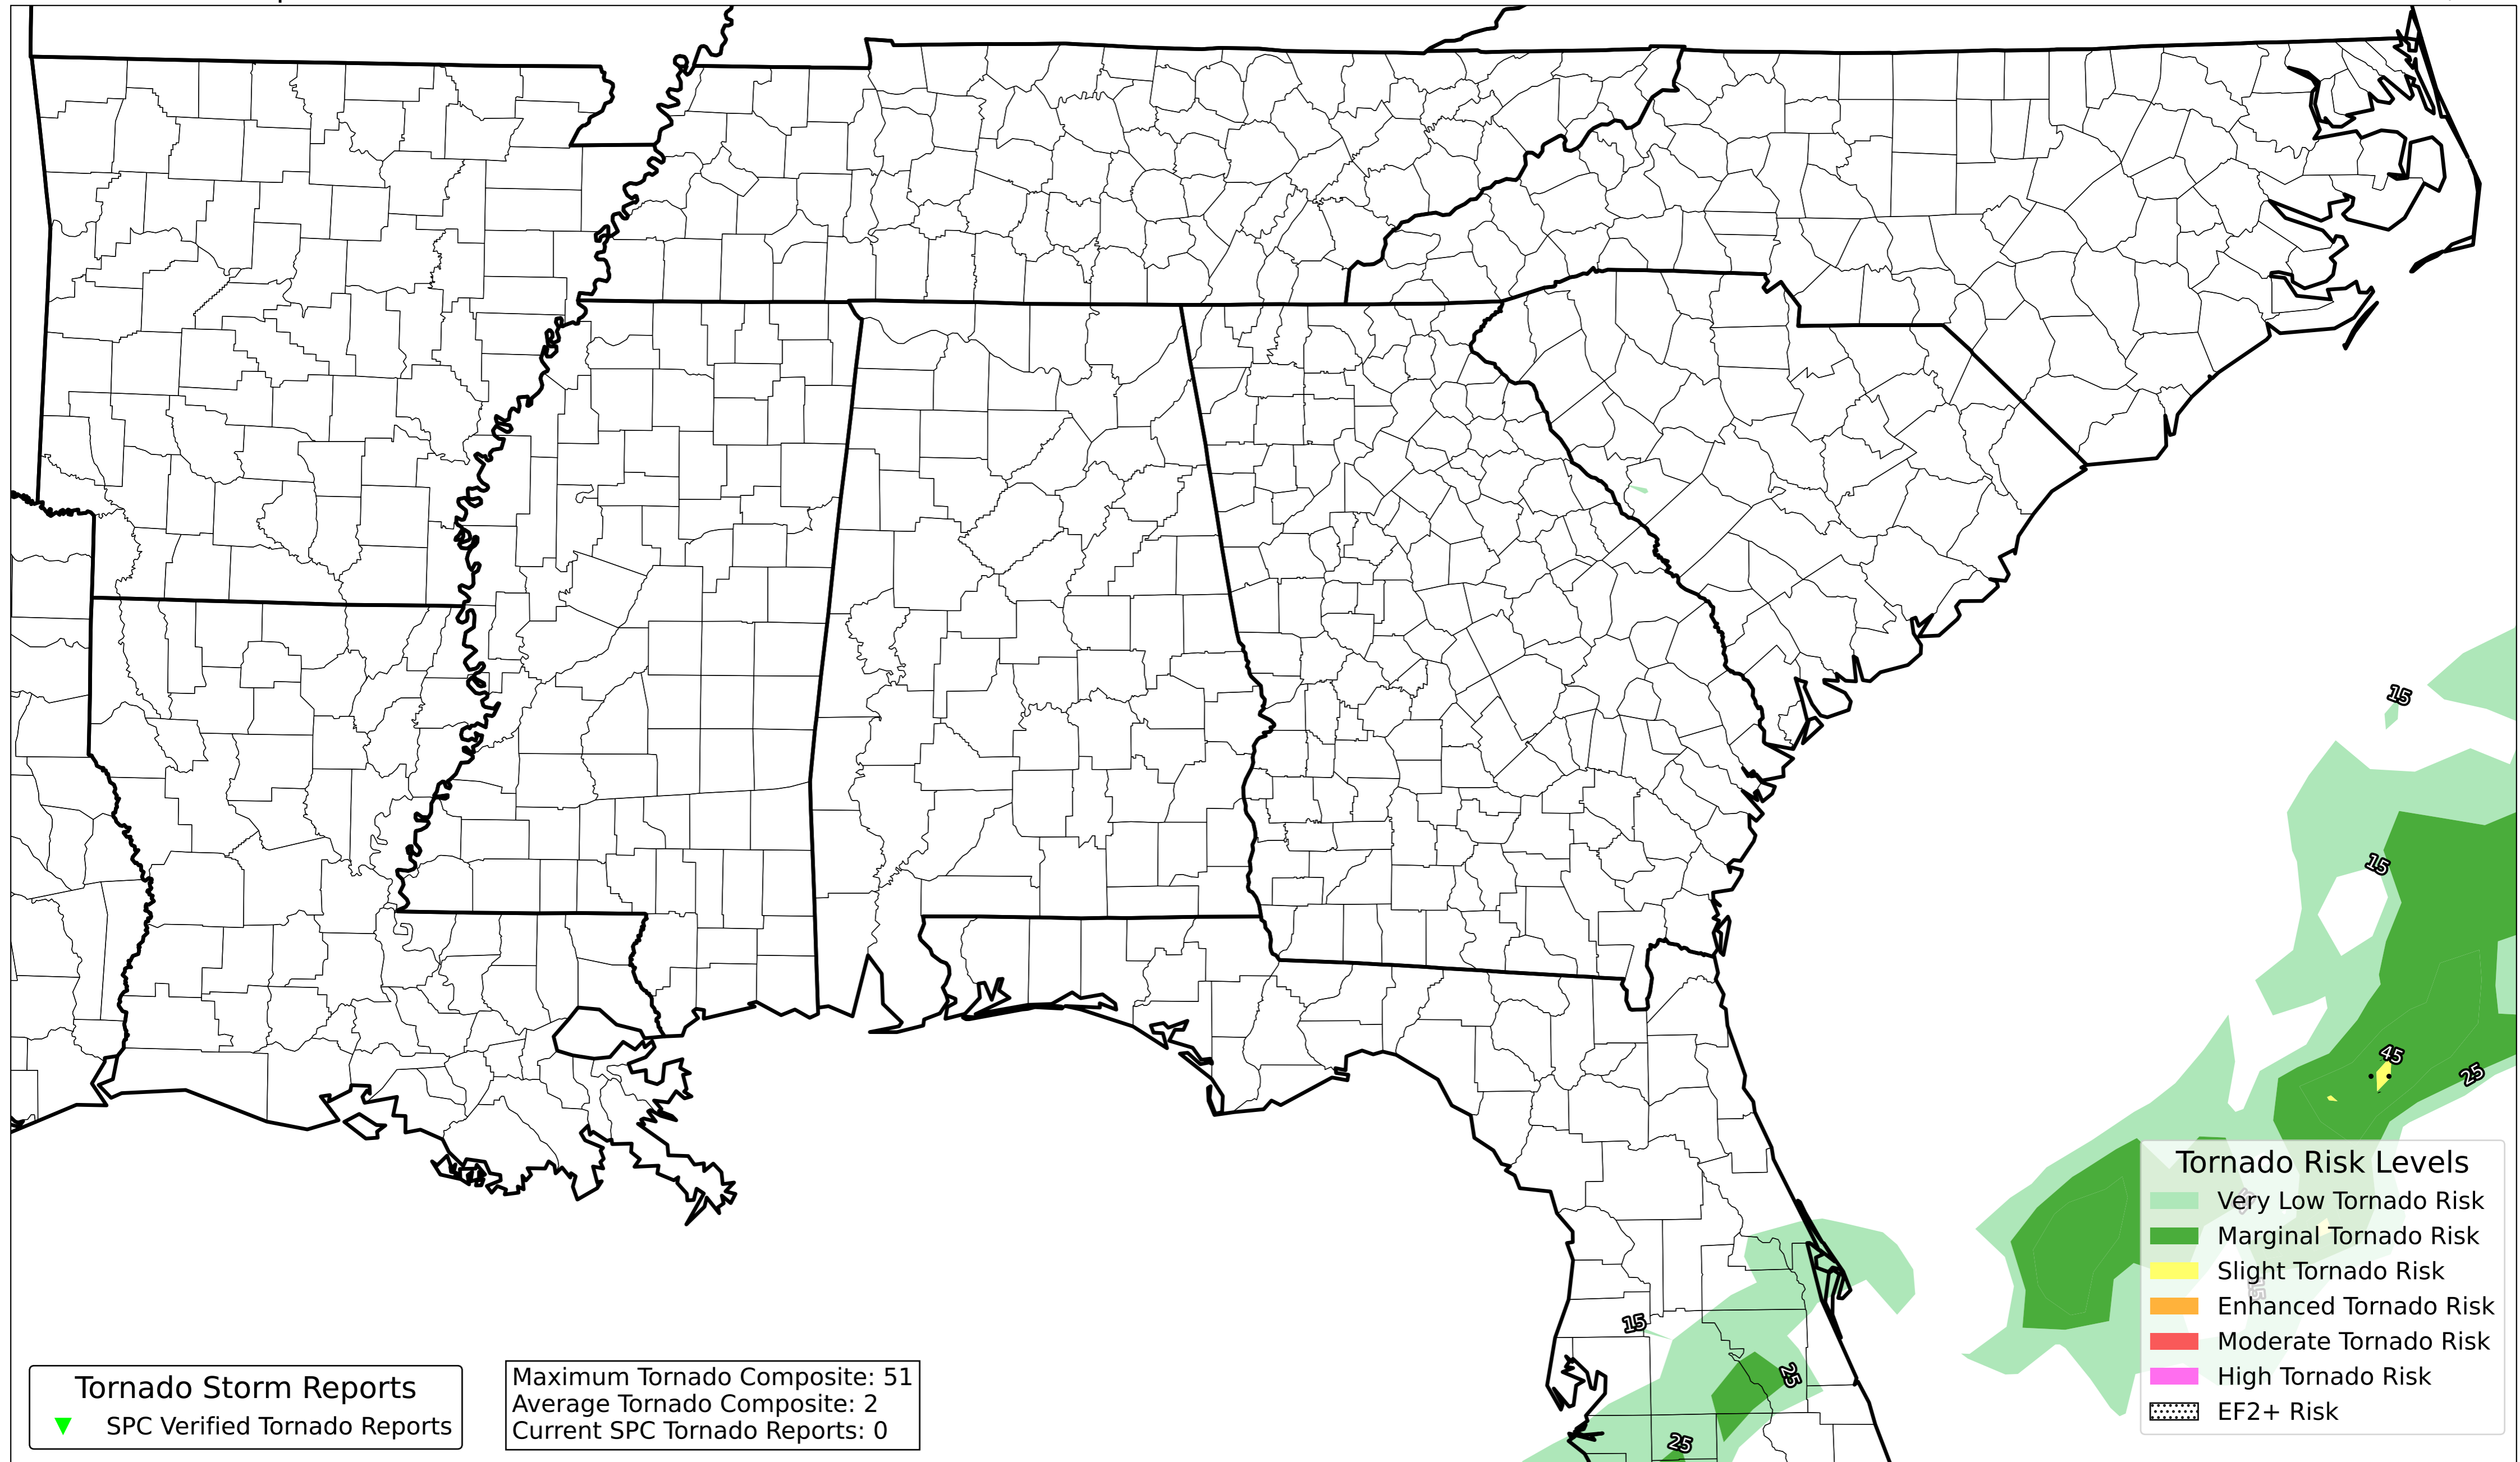 15
15
45
25
15
25
25
Tornado Risk Levels
Very Low Tornado Risk
Marginal Tornado Risk
Slight Tornado Risk
Enhanced Tornado Risk
Moderate Tornado Risk
High Tornado Risk
EF2+ Risk
Tornado Storm Reports
SPC Verified Tornado Reports
Maximum Tornado Composite: 51
Average Tornado Composite: 2
Current SPC Tornado Reports: 0